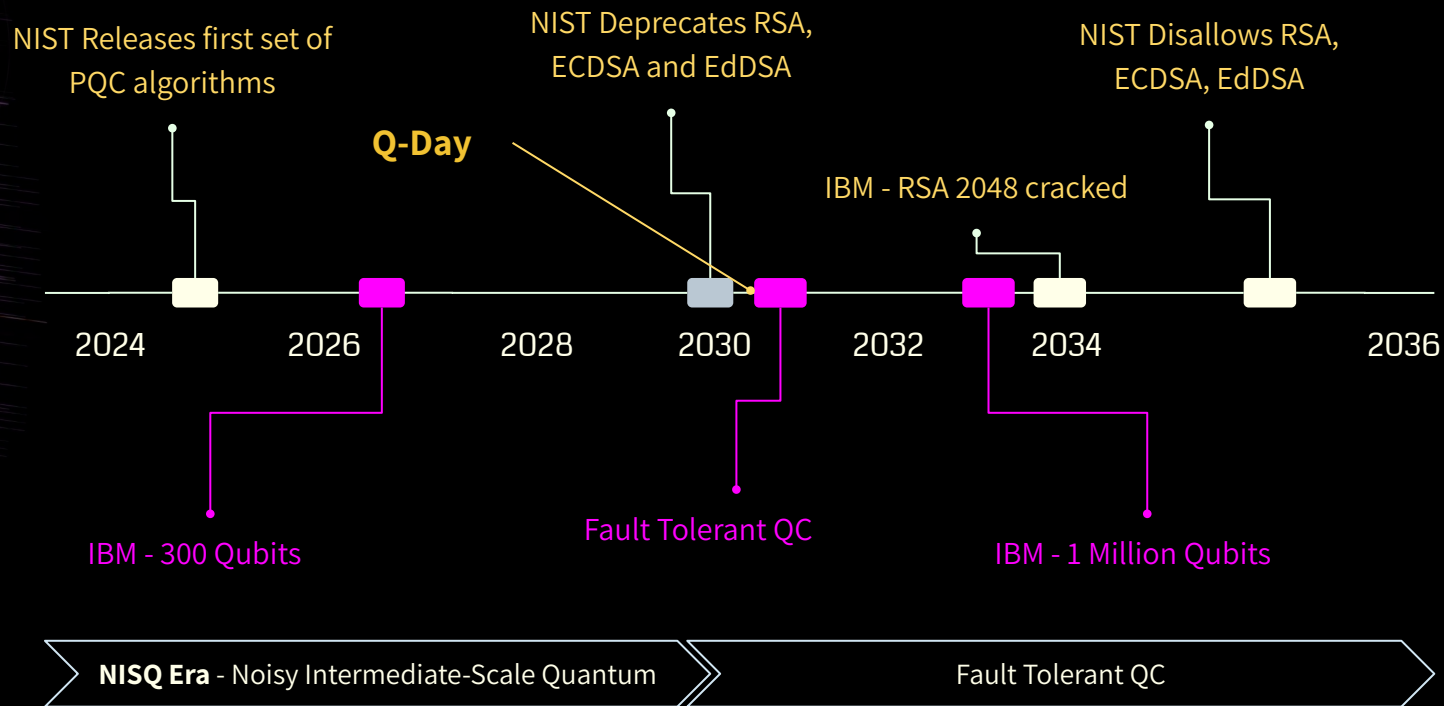 NIST Releases first set of
PQC algorithms
NIST Deprecates RSA,
ECDSA and EdDSA
NIST Disallows RSA,
ECDSA, EdDSA
Q-Day
IBM - RSA 2048 cracked
2024
2026
2028
2030
2032
2034
2036
IBM - 300 Qubits
Fault Tolerant QC
IBM - 1 Million Qubits
NISQ Era - Noisy Intermediate-Scale Quantum
Fault Tolerant QC